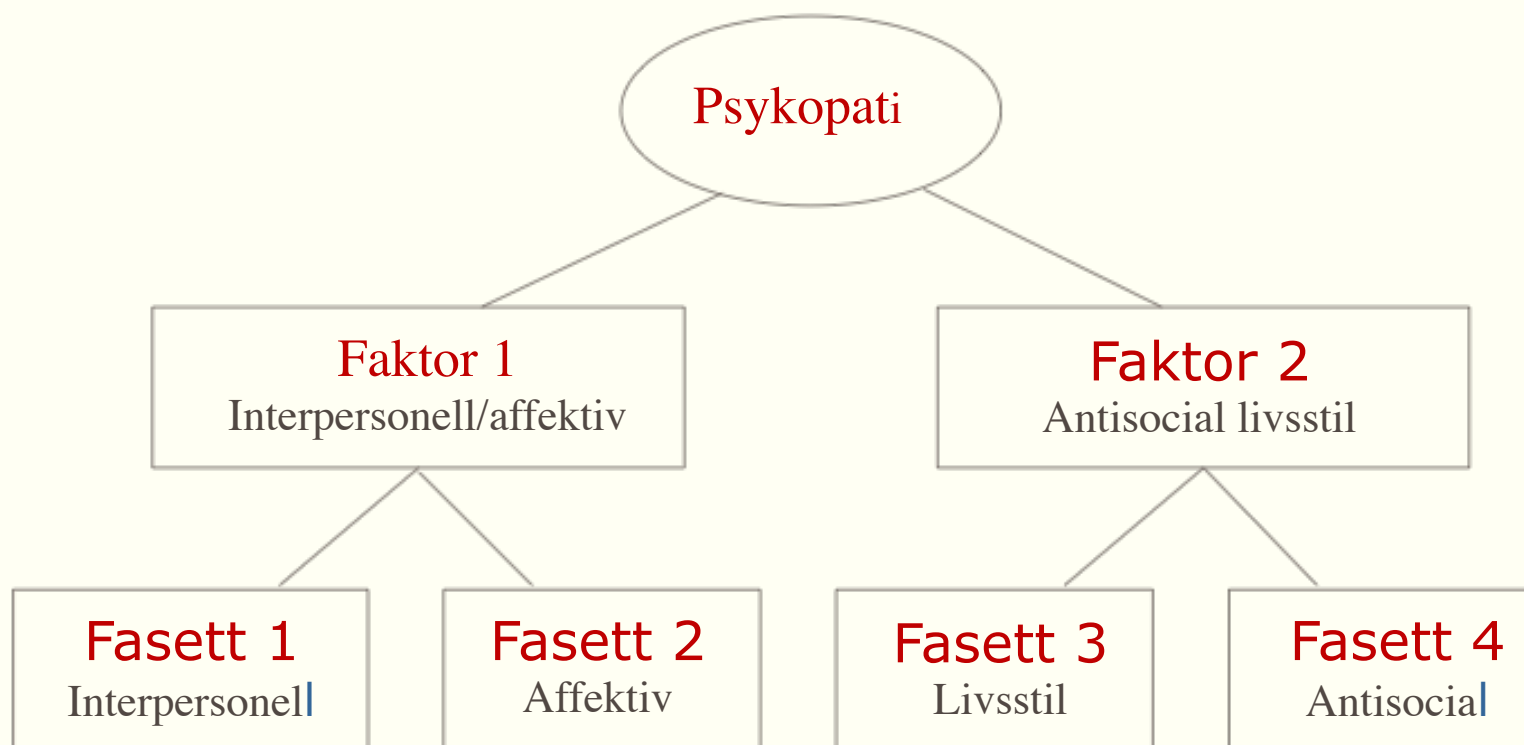 Psykopati
Faktor 1
Interpersonell/affektiv
Faktor 2
Antisocial livsstil
Fasett 1
Interpersonell
Fasett 2
Affektiv
Fasett 3
Livsstil
Fasett 4
Antisocial